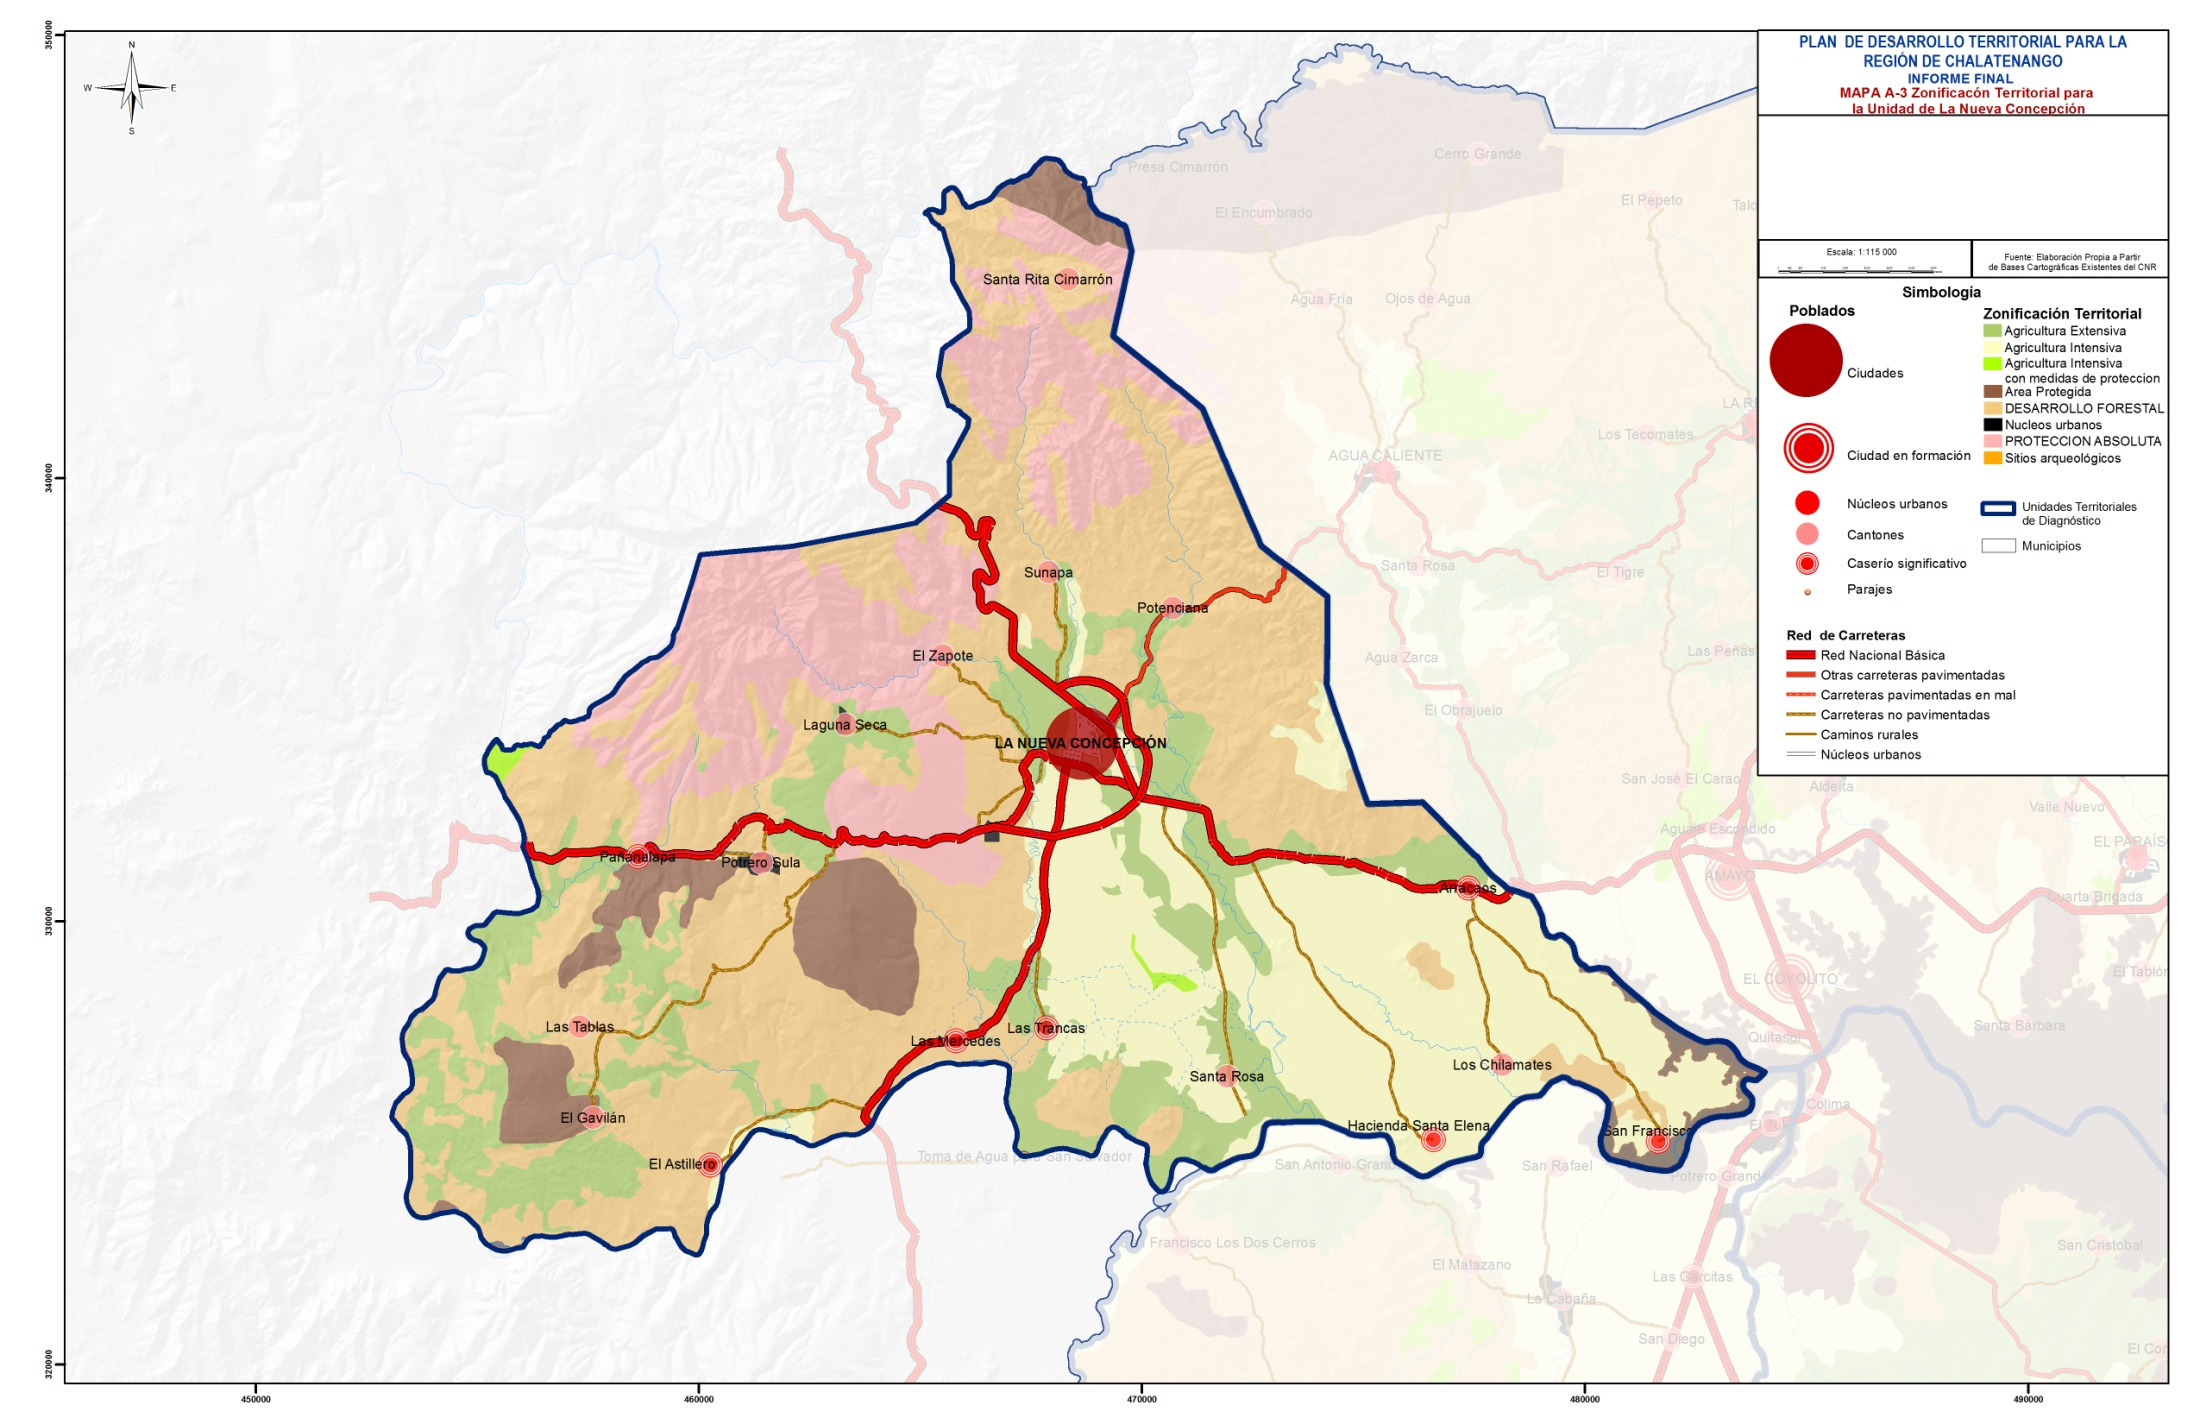 PLAN DE DESARROLLO TERRITORIAL PARA LA
REGIÓN DE CHALATENANGO
INFORME FINAL
MAPA A-3 Zonificacón Territorial para
la Unidad de La Nueva Concepción
Escala: 1:115 000
Fuente: Elaboración Propia a Partir
de Bases Cartográficas Existentes del CNR
Simbología
Poblados
Ciudades
Ciudad en formación
Núcleos urbanos
Cantones
Caserío significativo
Parajes
Zonificación Territorial
Agricultura Extensiva
Agricultura Intensiva
Agricultura Intensiva
con medidas de proteccion
Area Protegida
DESARROLLO FORESTAL
Nucleos urbanos
PROTECCION ABSOLUTA
Sitios arqueológicos
Unidades Territoriales
de Diagnóstico
Municipios
Red de Carreteras
Red Nacional Básica
Otras carreteras pavimentadas
Carreteras pavimentadas en mal
Carreteras no pavimentadas
Caminos rurales
Núcleos urbanos
N
W
E
S
350000
340000
330000
320000
450000
460000
470000
480000
490000
Presa Cimarrón
Cerro Grande
El Encumbrado
El Pepeto
Santa Rita Cimarrón
Agua Fría
Ojos de Agua
Los Tecomates
AGUA CALIENTE
Sunapa
Santa Rosa
El Tigre
Potenciana
El Zapote
Agua Zarca
Las Peñas
Laguna Seca
El Obrajuelo
LA NUEVA CONCEPCIÓN
San José El Carao
Aldeita
Valle Nuevo
Aguaje Escondido
EL PARAÍS
Pañanalapa
Potrero Sula
AMAYO
Arracaos
Cuarta Brigada
EL COYOLITO
El Tablón
Las Tablas
Las Mercedes
Las Trancas
Santa Bárbara
Quitasol
Santa Rosa
Los Chilamates
El Gavilán
Colima
Hacienda Santa Elena
San Francisco
El Astillero
Toma de Agua para San Salvador
San Antonio Grande
San Rafael
Potrero Grande
Francisco Los Dos Cerros
El Matazano
San Cristobal
Las Garcitas
La Cabaña
San Diego